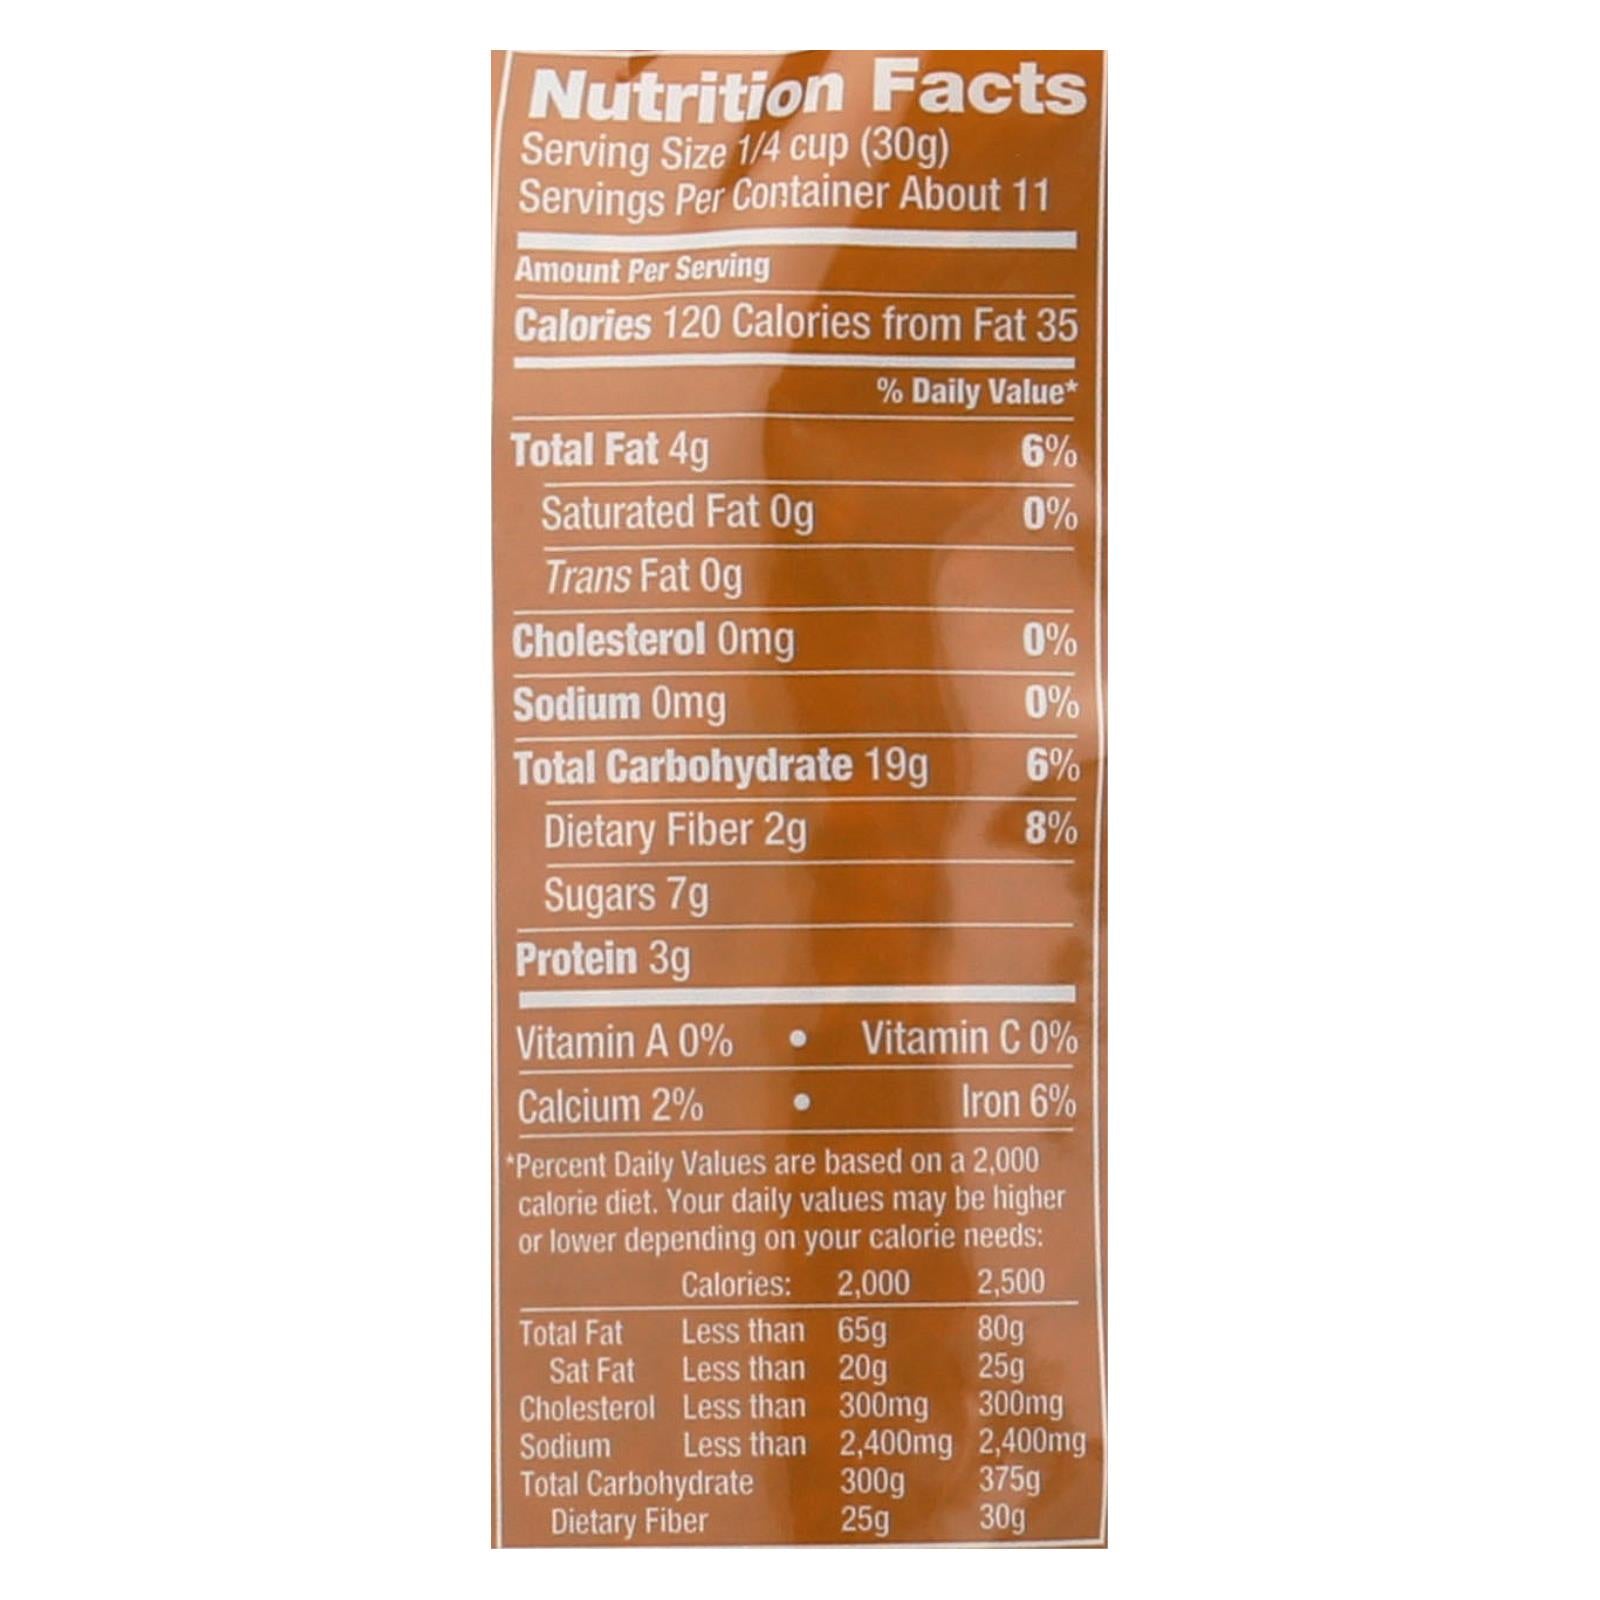 Nutrition Facts
Serving Size 1/4 cup (30g)
Servings Per Container About 11
Amount Per Serving
Calories 120 Calories from Fat 35
% Daily Value*
Total Fat 4g 6%
Saturated Fat 0g 0%
Trans Fat 0g
Cholesterol 0mg 0%
Sodium 0mg 0%
Total Carbohydrate 19g 6%
Dietary Fiber 2g 8%
Sugars 7g
Protein 3g
Vitamin A 0% • Vitamin C 0%
Calcium 2% • Iron 6%
*Percent Daily Values are based on a 2,000
calorie diet. Your daily values may be higher
or lower depending on your calorie needs:
Calories: 2,000 2,500
Total Fat Less than 65g 80g
Sat Fat Less than 20g 25g
Cholesterol Less than 300mg 300mg
Sodium Less than 2,400mg 2,400mg
Total Carbohydrate 300g 375g
Dietary Fiber 25g 30g